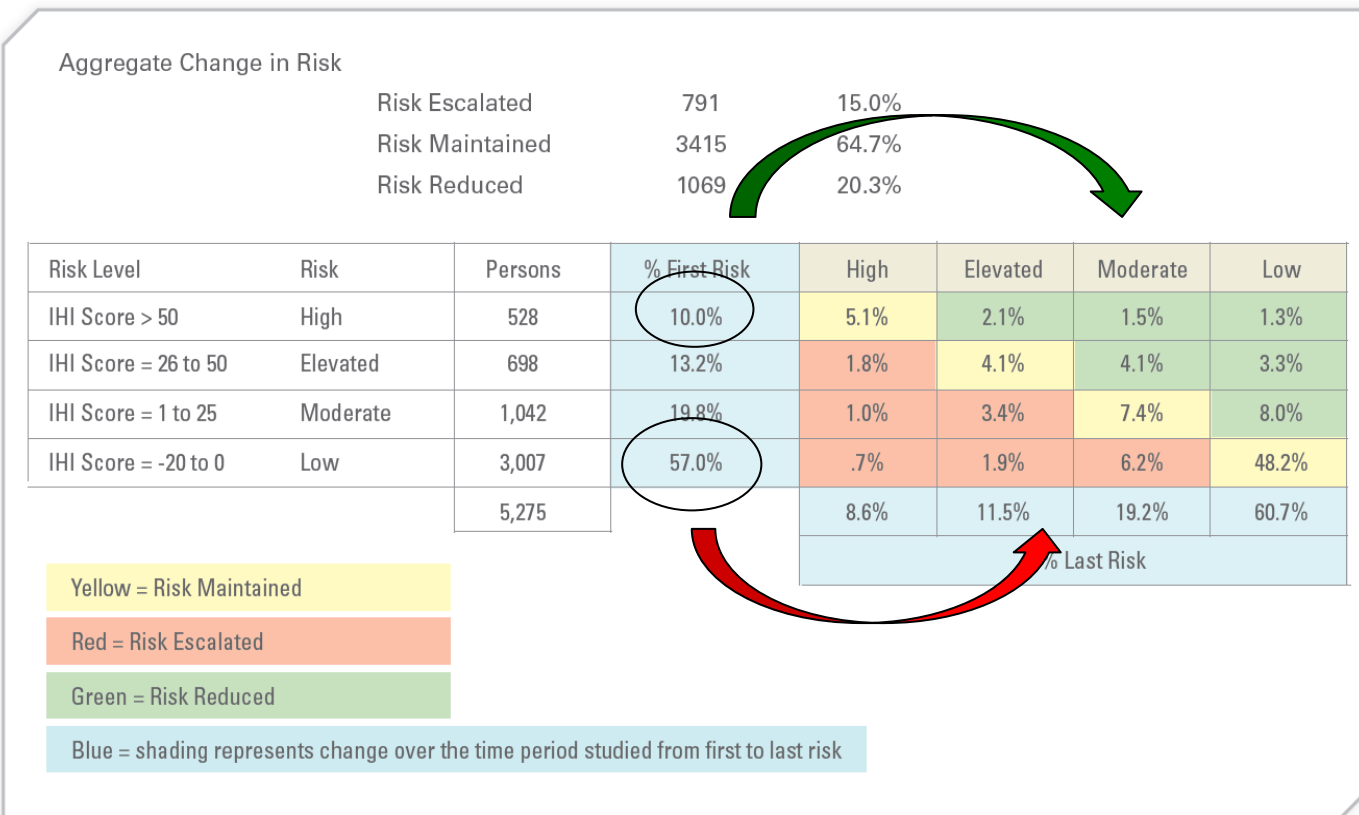 Aggregate Change in Risk
Risk Escalated 791 15.0%
Risk Maintained 3415 64.7%
Risk Reduced 1069 20.3%
Risk Level Risk Persons % First Risk High Elevated Moderate Low
IHI Score > 50 High 528 10.0% 5.1% 2.1% 1.5% 1.3%
IHI Score = 26 to 50 Elevated 698 13.2% 1.8% 4.1% 4.1% 3.3%
IHI Score = 1 to 25 Moderate 1,042 19.8% 1.0% 3.4% 7.4% 8.0%
IHI Score = -20 to 0 Low 3,007 57.0% .7% 1.9% 6.2% 48.2%
5,275 8.6% 11.5% 19.2% 60.7%
% Last Risk
Yellow = Risk Maintained
Red = Risk Escalated
Green = Risk Reduced
Blue = shading represents change over the time period studied from first to last risk